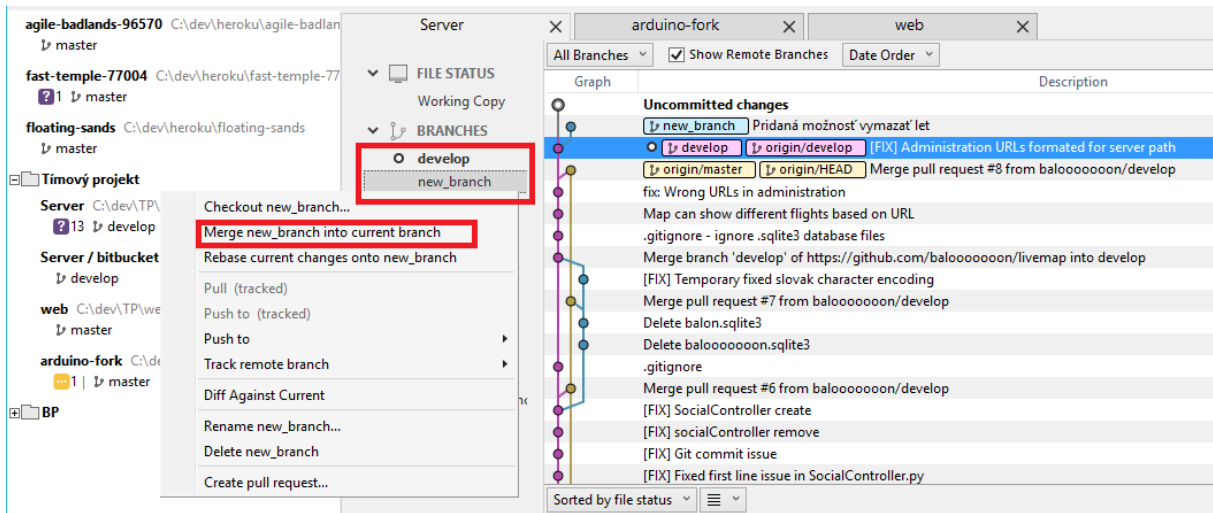 agile-badlands-96570 C:\dev\heroku\agile-badlan
master
fast-temple-77004 C:\dev\heroku\fast-temple-77
?1 master
floating-sands C:\dev\heroku\floating-sands
master
Tímový projekt
Server C:\dev\TP\
?13 develop
Server / bitbucket
develop
web C:\dev\TP\we
master
arduino-fork C:\de
1 | master
BP
Server
arduino-fork
web
FILE STATUS
Working Copy
BRANCHES
develop
new_branch
Checkout new_branch...
Merge new_branch into current branch
Rebase current changes onto new_branch
Pull (tracked)
Push to (tracked)
Push to
Track remote branch
Diff Against Current
Rename new_branch...
Delete new_branch
Create pull request...
All Branches Show Remote Branches Date Order
Graph Description
Uncommitted changes
new_branch Pridaná možnosť vymazať let
develop origin/develop [FIX] Administration URLs formated for server path
origin/master origin/HEAD Merge pull request #8 from balooooooon/develop
fix: Wrong URLs in administration
Map can show different flights based on URL
.gitignore - ignore .sqlite3 database files
Merge branch 'develop' of https://github.com/balooooooon/livemap into develop
[FIX] Temporary fixed slovak character encoding
Merge pull request #7 from balooooooon/develop
Delete balon.sqlite3
Delete balooooooon.sqlite3
.gitignore
Merge pull request #6 from balooooooon/develop
[FIX] SocialController create
[FIX] socialController remove
[FIX] Git commit issue
[FIX] Fixed first line issue in SocialController.py
Sorted by file status